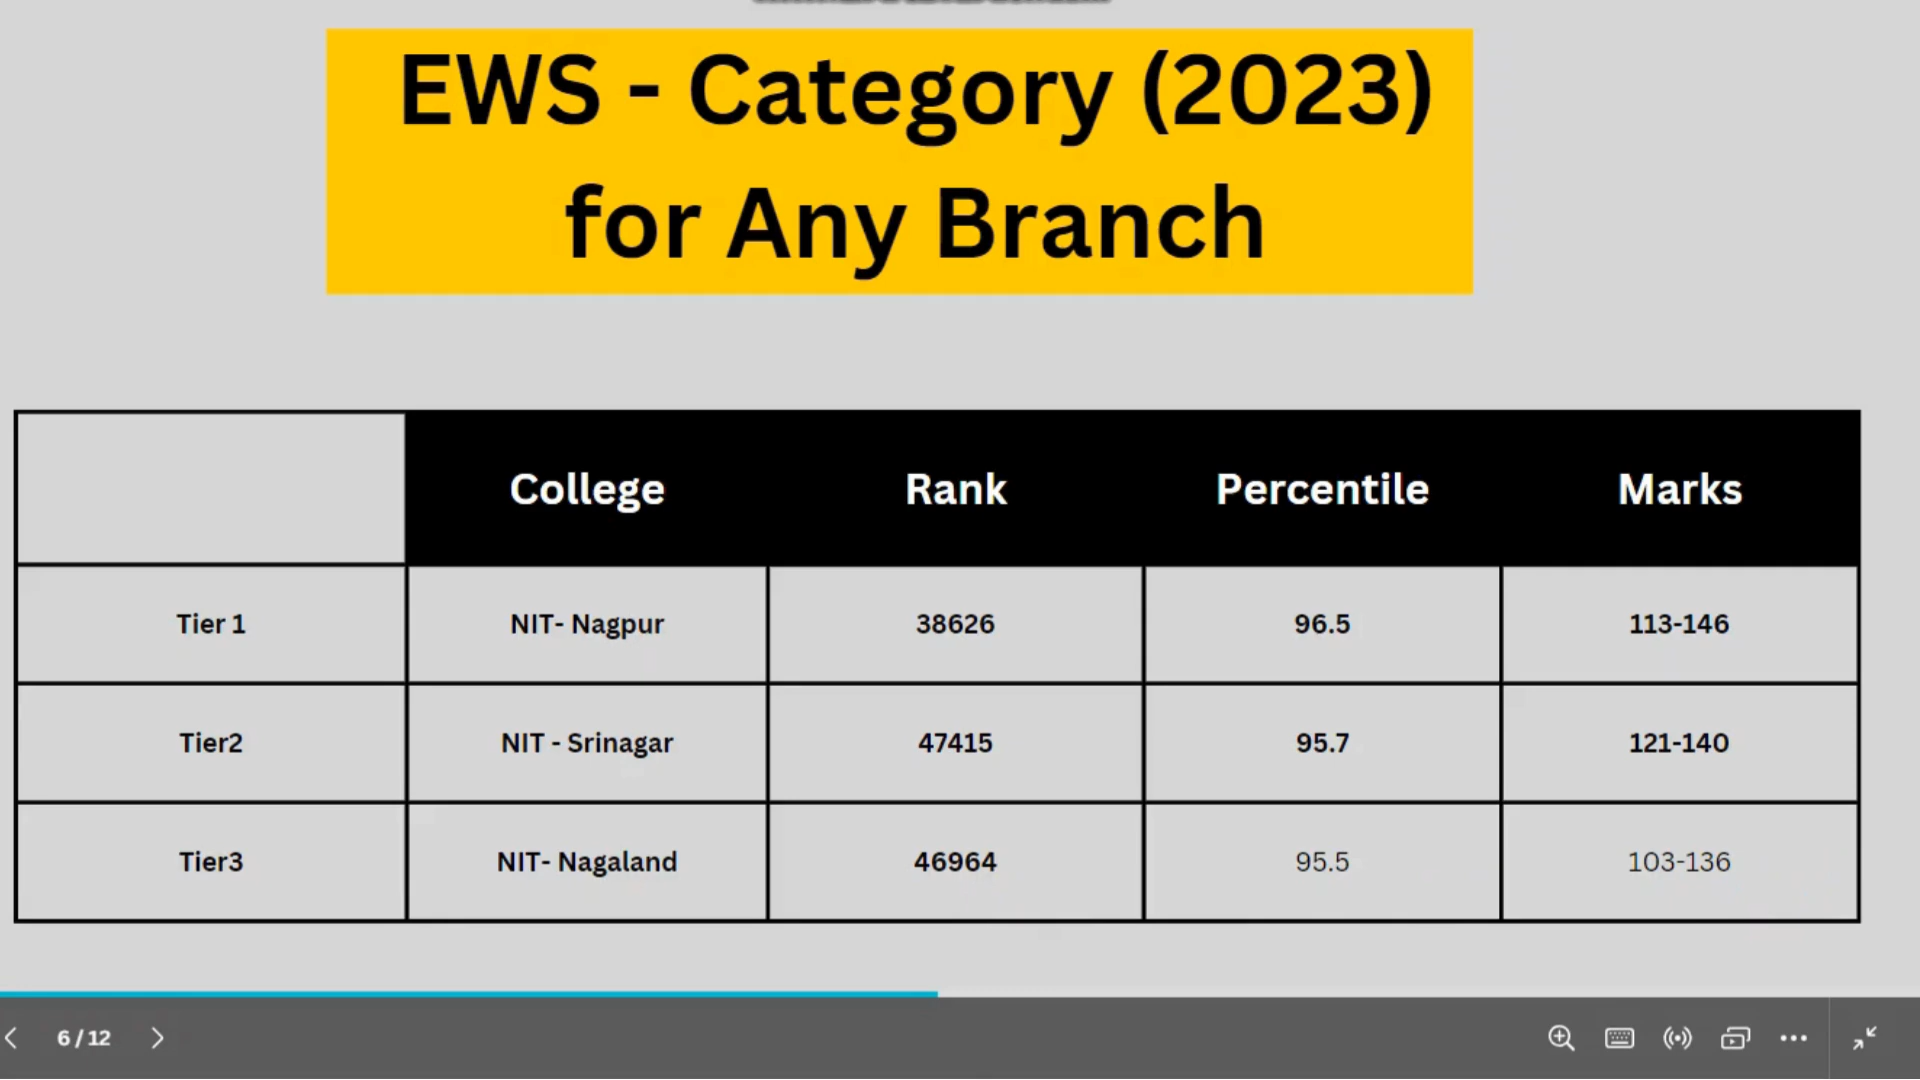 EWS - Category (2023)
for Any Branch
College Rank Percentile Marks
Tier 1 NIT- Nagpur 38626 96.5 113-146
Tier2 NIT - Srinagar 47415 95.7 121-140
Tier3 NIT- Nagaland 46964 95.5 103-136
6 / 12